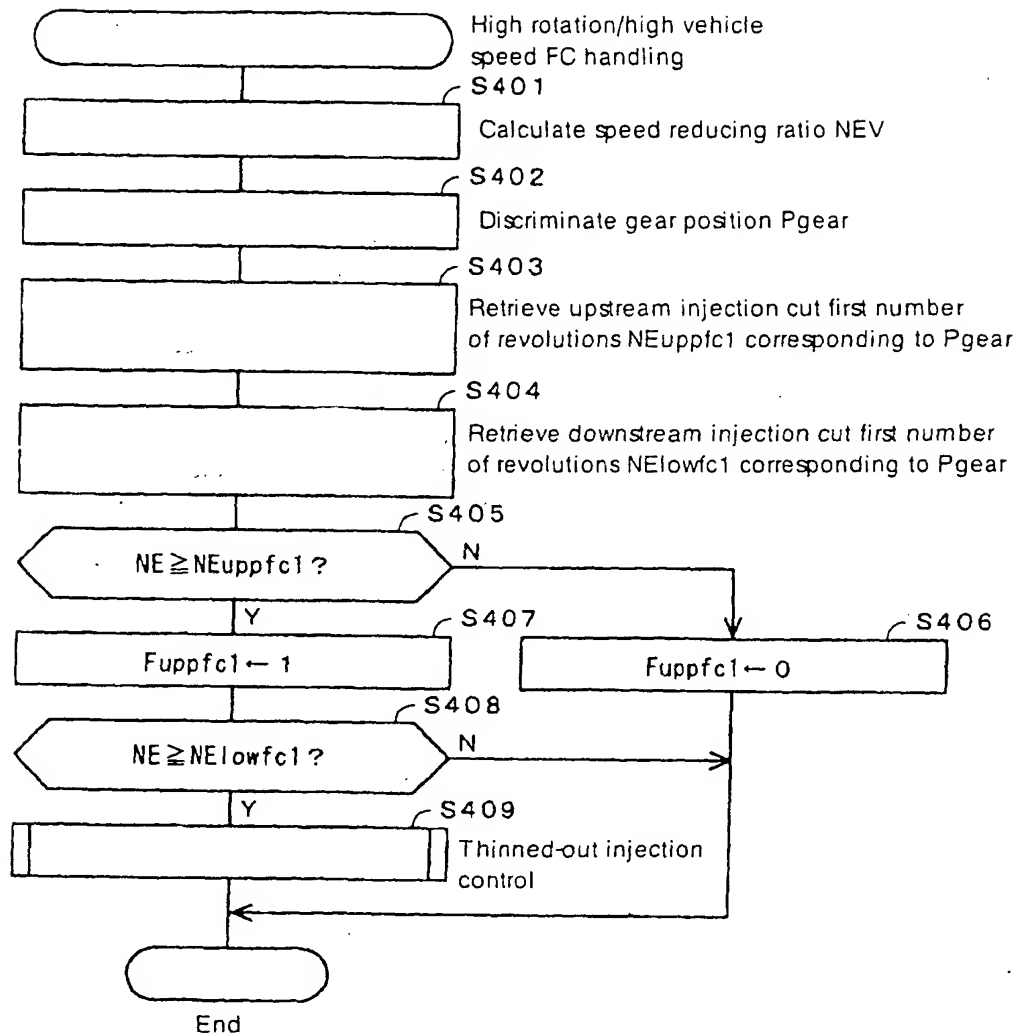 High rotation/high vehicle
speed FC handling
S401
Calculate speed reducing ratio NEV
S402
Discriminate gear position Pgear
S403
Retrieve upstream injection cut first number
of revolutions NEuppfc1 corresponding to Pgear
S404
Retrieve downstream injection cut first number
of revolutions NElowfc1 corresponding to Pgear
S405
NE≧NEuppfc1?
N
Y
S407
Fuppfc1←1
S406
Fuppfc1←0
S408
NE≧NElowfc1?
N
Y
S409
Thinned-out injection
control
End